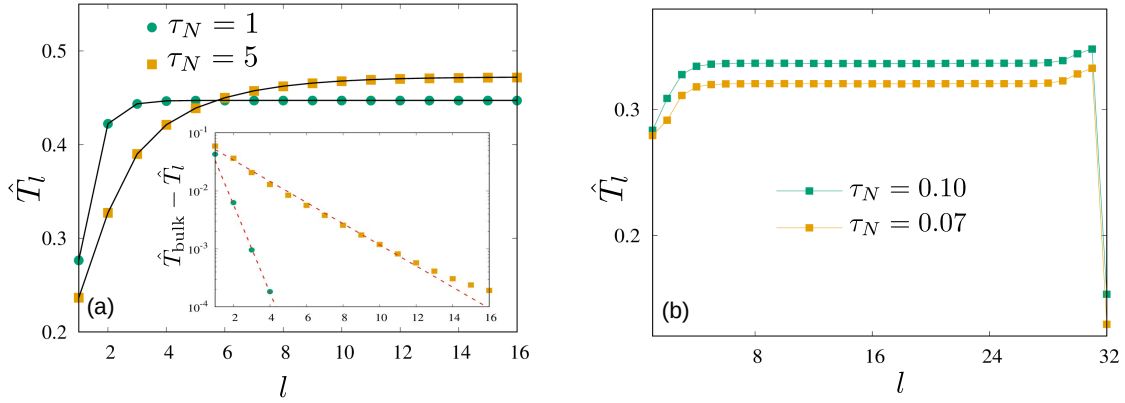 τ_N = 1
τ_N = 5
0.5
0.4
0.3
0.2
T̂_l
(a)
2 4 6 8 10 12 14 16
l
10^-1
10^-2
10^-3
10^-4
T̂_bulk − T̂_l
2 4 6 8 10 12 14 16
0.3
0.2
T̂_l
τ_N = 0.10
τ_N = 0.07
(b)
8 16 24 32
l